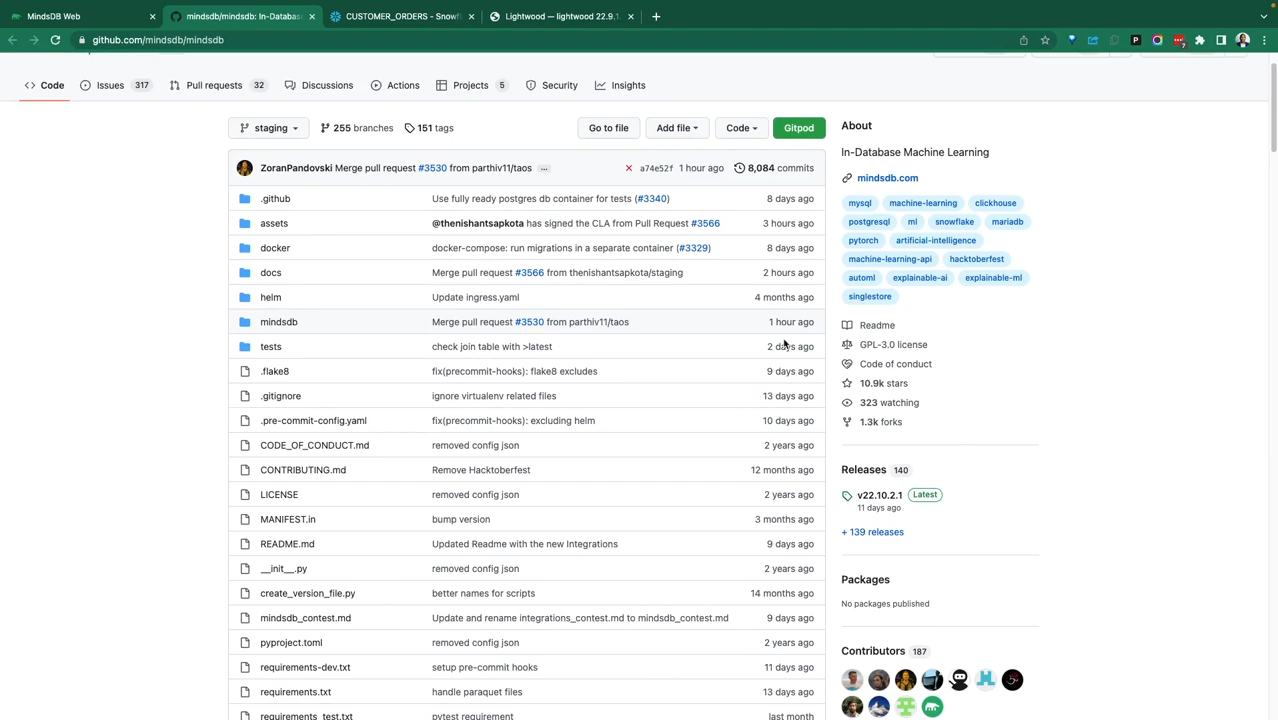 MindsDB Web
mindsdb/mindsdb: In-Databas
CUSTOMER_ORDERS - Snowf
Lightwood — lightwood 22.9.1
github.com/mindsdb/mindsdb
Code
Issues 317
Pull requests 32
Discussions
Actions
Projects 5
Security
Insights
staging
255 branches
151 tags
Go to file
Add file
Code
Gitpod
ZoranPandovski Merge pull request #3530 from parthiv11/taos ... a74e52f 1 hour ago 8,084 commits
.github Use fully ready postgres db container for tests (#3340) 8 days ago
assets @thenishantsapkota has signed the CLA from Pull Request #3566 3 hours ago
docker docker-compose: run migrations in a separate container (#3329) 8 days ago
docs Merge pull request #3566 from thenishantsapkota/staging 2 hours ago
helm Update ingress.yaml 4 months ago
mindsdb Merge pull request #3530 from parthiv11/taos 1 hour ago
tests check join table with >latest 2 days ago
.flake8 fix(precommit-hooks): flake8 excludes 9 days ago
.gitignore ignore virtualenv related files 13 days ago
.pre-commit-config.yaml fix(precommit-hooks): excluding helm 10 days ago
CODE_OF_CONDUCT.md removed config json 2 years ago
CONTRIBUTING.md Remove Hacktoberfest 12 months ago
LICENSE removed config json 2 years ago
MANIFEST.in bump version 3 months ago
README.md Updated Readme with the new Integrations 9 days ago
__init__.py removed config json 2 years ago
create_version_file.py better names for scripts 14 months ago
mindsdb_contest.md Update and rename integrations_contest.md to mindsdb_contest.md 9 days ago
pyproject.toml removed config json 2 years ago
requirements-dev.txt setup pre-commit hooks 11 days ago
requirements.txt handle paraquet files 13 days ago
requirements_test.txt pytest requirement last month
About
In-Database Machine Learning
mindsdb.com
mysql machine-learning clickhouse
postgresql ml snowflake mariadb
pytorch artificial-intelligence
machine-learning-api hacktoberfest
automl explainable-ai explainable-ml
singlestore
Readme
GPL-3.0 license
Code of conduct
10.9k stars
323 watching
1.3k forks
Releases 140
v22.10.2.1 Latest
11 days ago
+ 139 releases
Packages
No packages published
Contributors 187